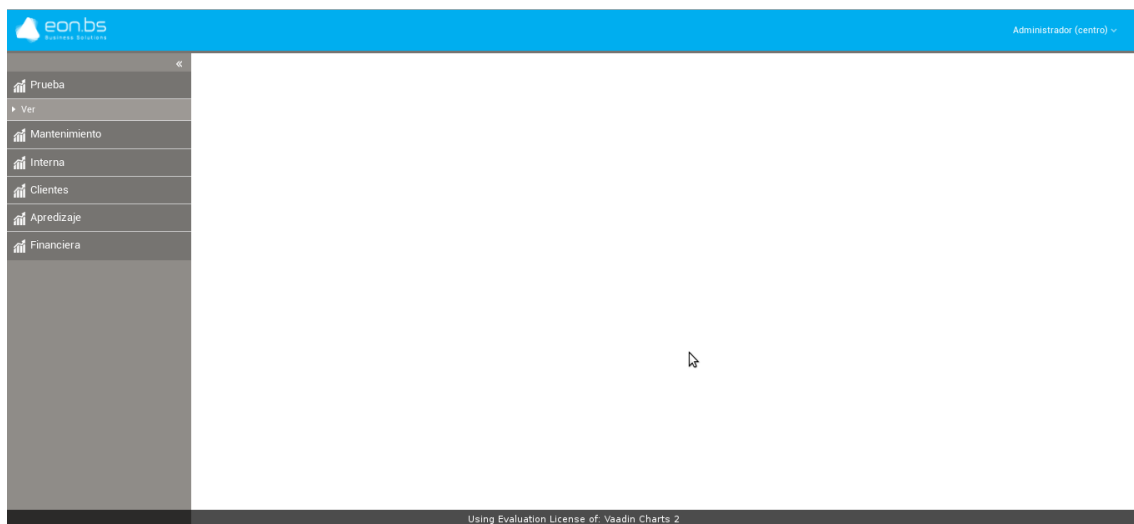 eon.bs
Business Solutions
Administrador (centro)
«
Prueba
Ver
Mantenimiento
Interna
Clientes
Apredizaje
Financiera
Using Evaluation License of: Vaadin Charts 2